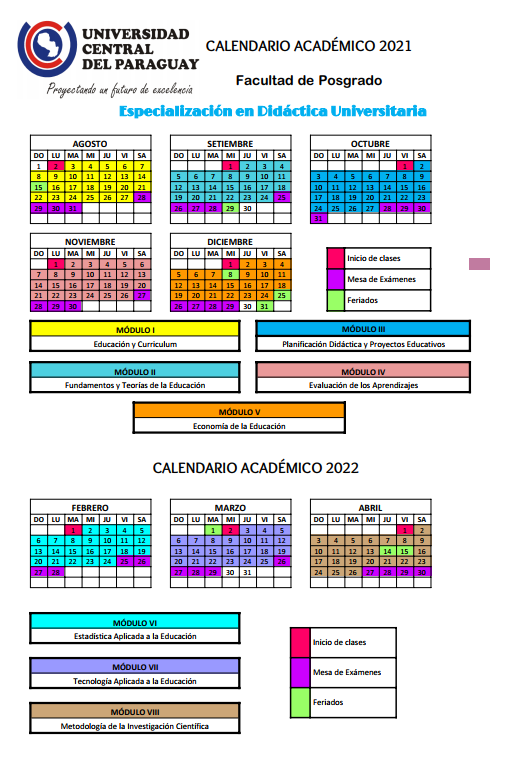 UNIVERSIDAD
CENTRAL
DEL PARAGUAY
Proyectando un futuro de excelencia
CALENDARIO ACADÉMICO 2021
Facultad de Posgrado
Especialización en Didáctica Universitaria
AGOSTO
DO LU MA MI JU VI SA
1 2 3 4 5 6 7
8 9 10 11 12 13 14
15 16 17 18 19 20 21
22 23 24 25 26 27 28
29 30 31
SETIEMBRE
DO LU MA MI JU VI SA
1 2 3 4
5 6 7 8 9 10 11
12 13 14 15 16 17 18
19 20 21 22 23 24 25
26 27 28 29 30
OCTUBRE
DO LU MA MI JU VI SA
1 2
3 4 5 6 7 8 9
10 11 12 13 14 15 16
17 18 19 20 21 22 23
24 25 26 27 28 29 30
31
NOVIEMBRE
DO LU MA MI JU VI SA
1 2 3 4 5 6
7 8 9 10 11 12 13
14 15 16 17 18 19 20
21 22 23 24 25 26 27
28 29 30
DICIEMBRE
DO LU MA MI JU VI SA
1 2 3 4
5 6 7 8 9 10 11
12 13 14 15 16 17 18
19 20 21 22 23 24 25
26 27 28 29 30 31
Inicio de clases
Mesa de Exámenes
Feriados
MÓDULO I
Educación y Curriculum
MÓDULO III
Planificación Didáctica y Proyectos Educativos
MÓDULO II
Fundamentos y Teorías de la Educación
MÓDULO IV
Evaluación de los Aprendizajes
MÓDULO V
Economía de la Educación
CALENDARIO ACADÉMICO 2022
FEBRERO
DO LU MA MI JU VI SA
1 2 3 4 5
6 7 8 9 10 11 12
13 14 15 16 17 18 19
20 21 22 23 24 25 26
27 28
MARZO
DO LU MA MI JU VI SA
1 2 3 4 5
6 7 8 9 10 11 12
13 14 15 16 17 18 19
20 21 22 23 24 25 26
27 28 29 30 31
ABRIL
DO LU MA MI JU VI SA
1 2
3 4 5 6 7 8 9
10 11 12 13 14 15 16
17 18 19 20 21 22 23
24 25 26 27 28 29 30
MÓDULO VI
Estadística Aplicada a la Educación
MÓDULO VII
Tecnología Aplicada a la Educación
MÓDULO VIII
Metodología de la Investigación Científica
Inicio de clases
Mesa de Exámenes
Feriados